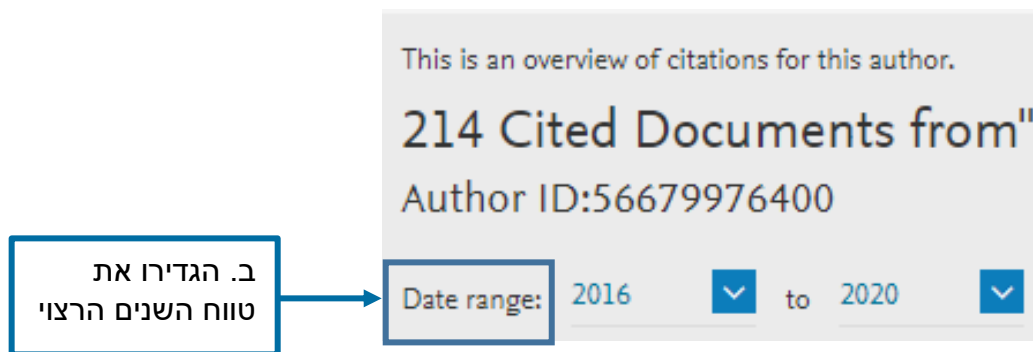 This is an overview of citations for this author.
214 Cited Documents from"
Author ID:56679976400
ב. הגדירו את
טווח השנים הרצוי
Date range: 2016 to 2020